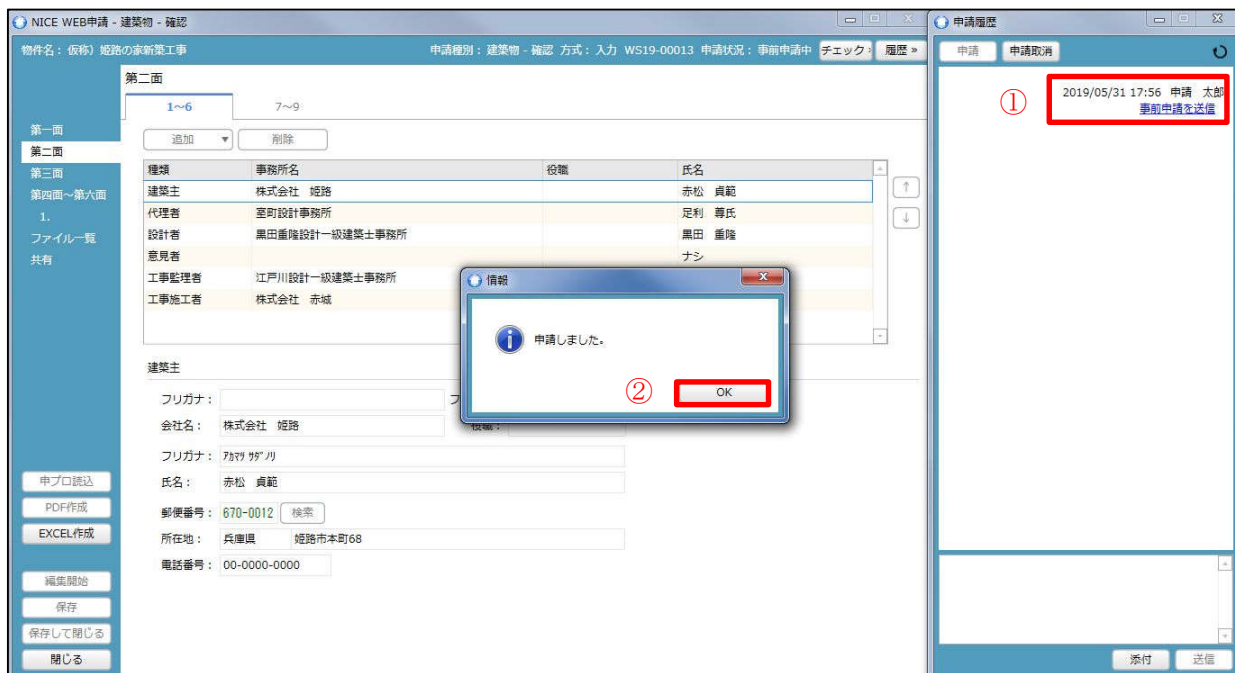 NICE WEB申請 - 建築物 - 確認
物件名：仮称）姫路の家新築工事
申請種別：建築物 - 確認 方式：入力 WS19-00013 申請状況：事前申請中
チェック
履歴 »
第一面
第二面
第三面
第四面～第六面
1.
ファイル一覧
共有
申プロ読込
PDF作成
EXCEL作成
編集開始
保存
保存して閉じる
閉じる
第二面
1～6
7～9
追加
削除
種類 事務所名 役職 氏名
建築主 株式会社 姫路 赤松 貞範
代理者 室町設計事務所 足利 尊氏
設計者 黒田重隆設計一級建築士事務所 黒田 重隆
意見者 ナシ
工事監理者 江戸川設計一級建築士事務所
工事施工者 株式会社 赤城
↑
↓
建築主
フリガナ： フ
会社名： 株式会社 姫路 役職：
フリガナ： ｱｶﾏﾂ ｻﾀﾞﾉﾘ
氏名： 赤松 貞範
郵便番号： 670-0012 検索
所在地： 兵庫県 姫路市本町68
電話番号： 00-0000-0000
情報
申請しました。
②
OK
申請履歴
申請
申請取消
①
2019/05/31 17:56 申請 太郎
事前申請を送信
添付
送信